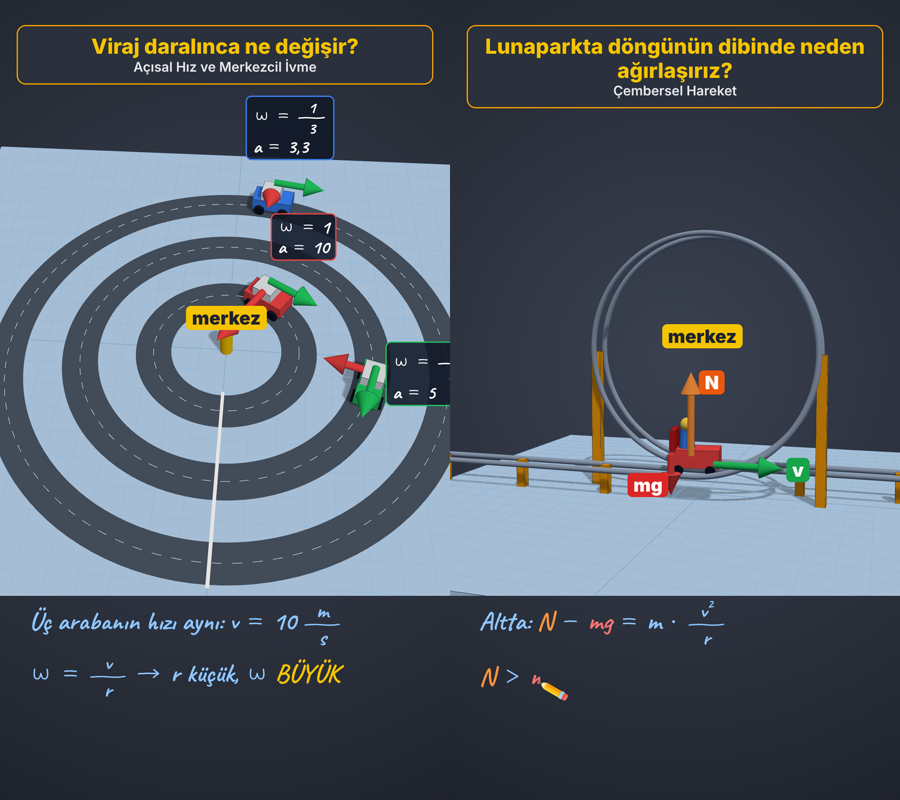 Viraj daralınca ne değişir?
Açısal Hız ve Merkezcil İvme
ω = 1/3
a = 3,3
ω = 1
a = 10
merkez
ω =
a = 5
Üç arabanın hızı aynı: v = 10 m/s
ω = v/r → r küçük, ω BÜYÜK
Lunaparkta döngünün dibinde neden
ağırlaşırız?
Çembersel Hareket
merkez
N
v
mg
Altta: N − mg = m · v²/r
N >